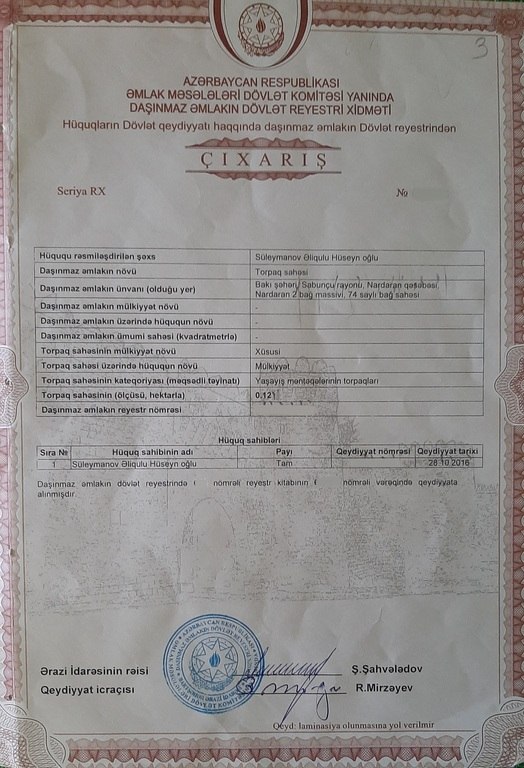 3
AZƏRBAYCAN RESPUBLİKASI
ƏMLAK MƏSƏLƏLƏRİ DÖVLƏT KOMİTƏSİ YANINDA
DAŞINMAZ ƏMLAKIN DÖVLƏT REYESTRİ XİDMƏTİ
Hüquqların Dövlət qeydiyyatı haqqında daşınmaz əmlakın Dövlət reyestrindən
ÇIXARIŞ
Seriya RX №
Hüququ rəsmiləşdirilən şəxs Süleymanov Əliqulu Hüseyn oğlu
Daşınmaz əmlakın növü Torpaq sahəsi
Daşınmaz əmlakın ünvanı (olduğu yer) Bakı şəhəri, Sabunçu rayonu, Nardaran qəsəbəsi,
Nardaran 2 bağ massivi, 74 saylı bağ sahəsi
Daşınmaz əmlakın mülkiyyət növü -
Daşınmaz əmlakın üzərində hüququn növü -
Daşınmaz əmlakın ümumi sahəsi (kvadratmetrlə) -
Torpaq sahəsinin mülkiyyət növü Xüsusi
Torpaq sahəsi üzərində hüququn növü Mülkiyyət
Torpaq sahəsinin kateqoriyası (məqsədli təyinatı) Yaşayış məntəqələrinin torpaqları
Torpaq sahəsinin (ölçüsü, hektarla) 0.121
Daşınmaz əmlakın reyestr nömrəsi
Hüquq sahibləri
Sıra № Hüquq sahibinin adı Payı Qeydiyyat nömrəsi Qeydiyyat tarixi
1 Süleymanov Əliqulu Hüseyn oğlu Tam 28.10.2016
Daşınmaz əmlakın dövlət reyestrində nömrəli reyestr kitabının nömrəli vərəqində qeydiyyata
alınmışdır.
Ərazi İdarəsinin rəisi Ş.Şahvələdov
Qeydiyyat icraçısı R.Mirzəyev
Qeyd: laminasiya olunmasına yol verilmir